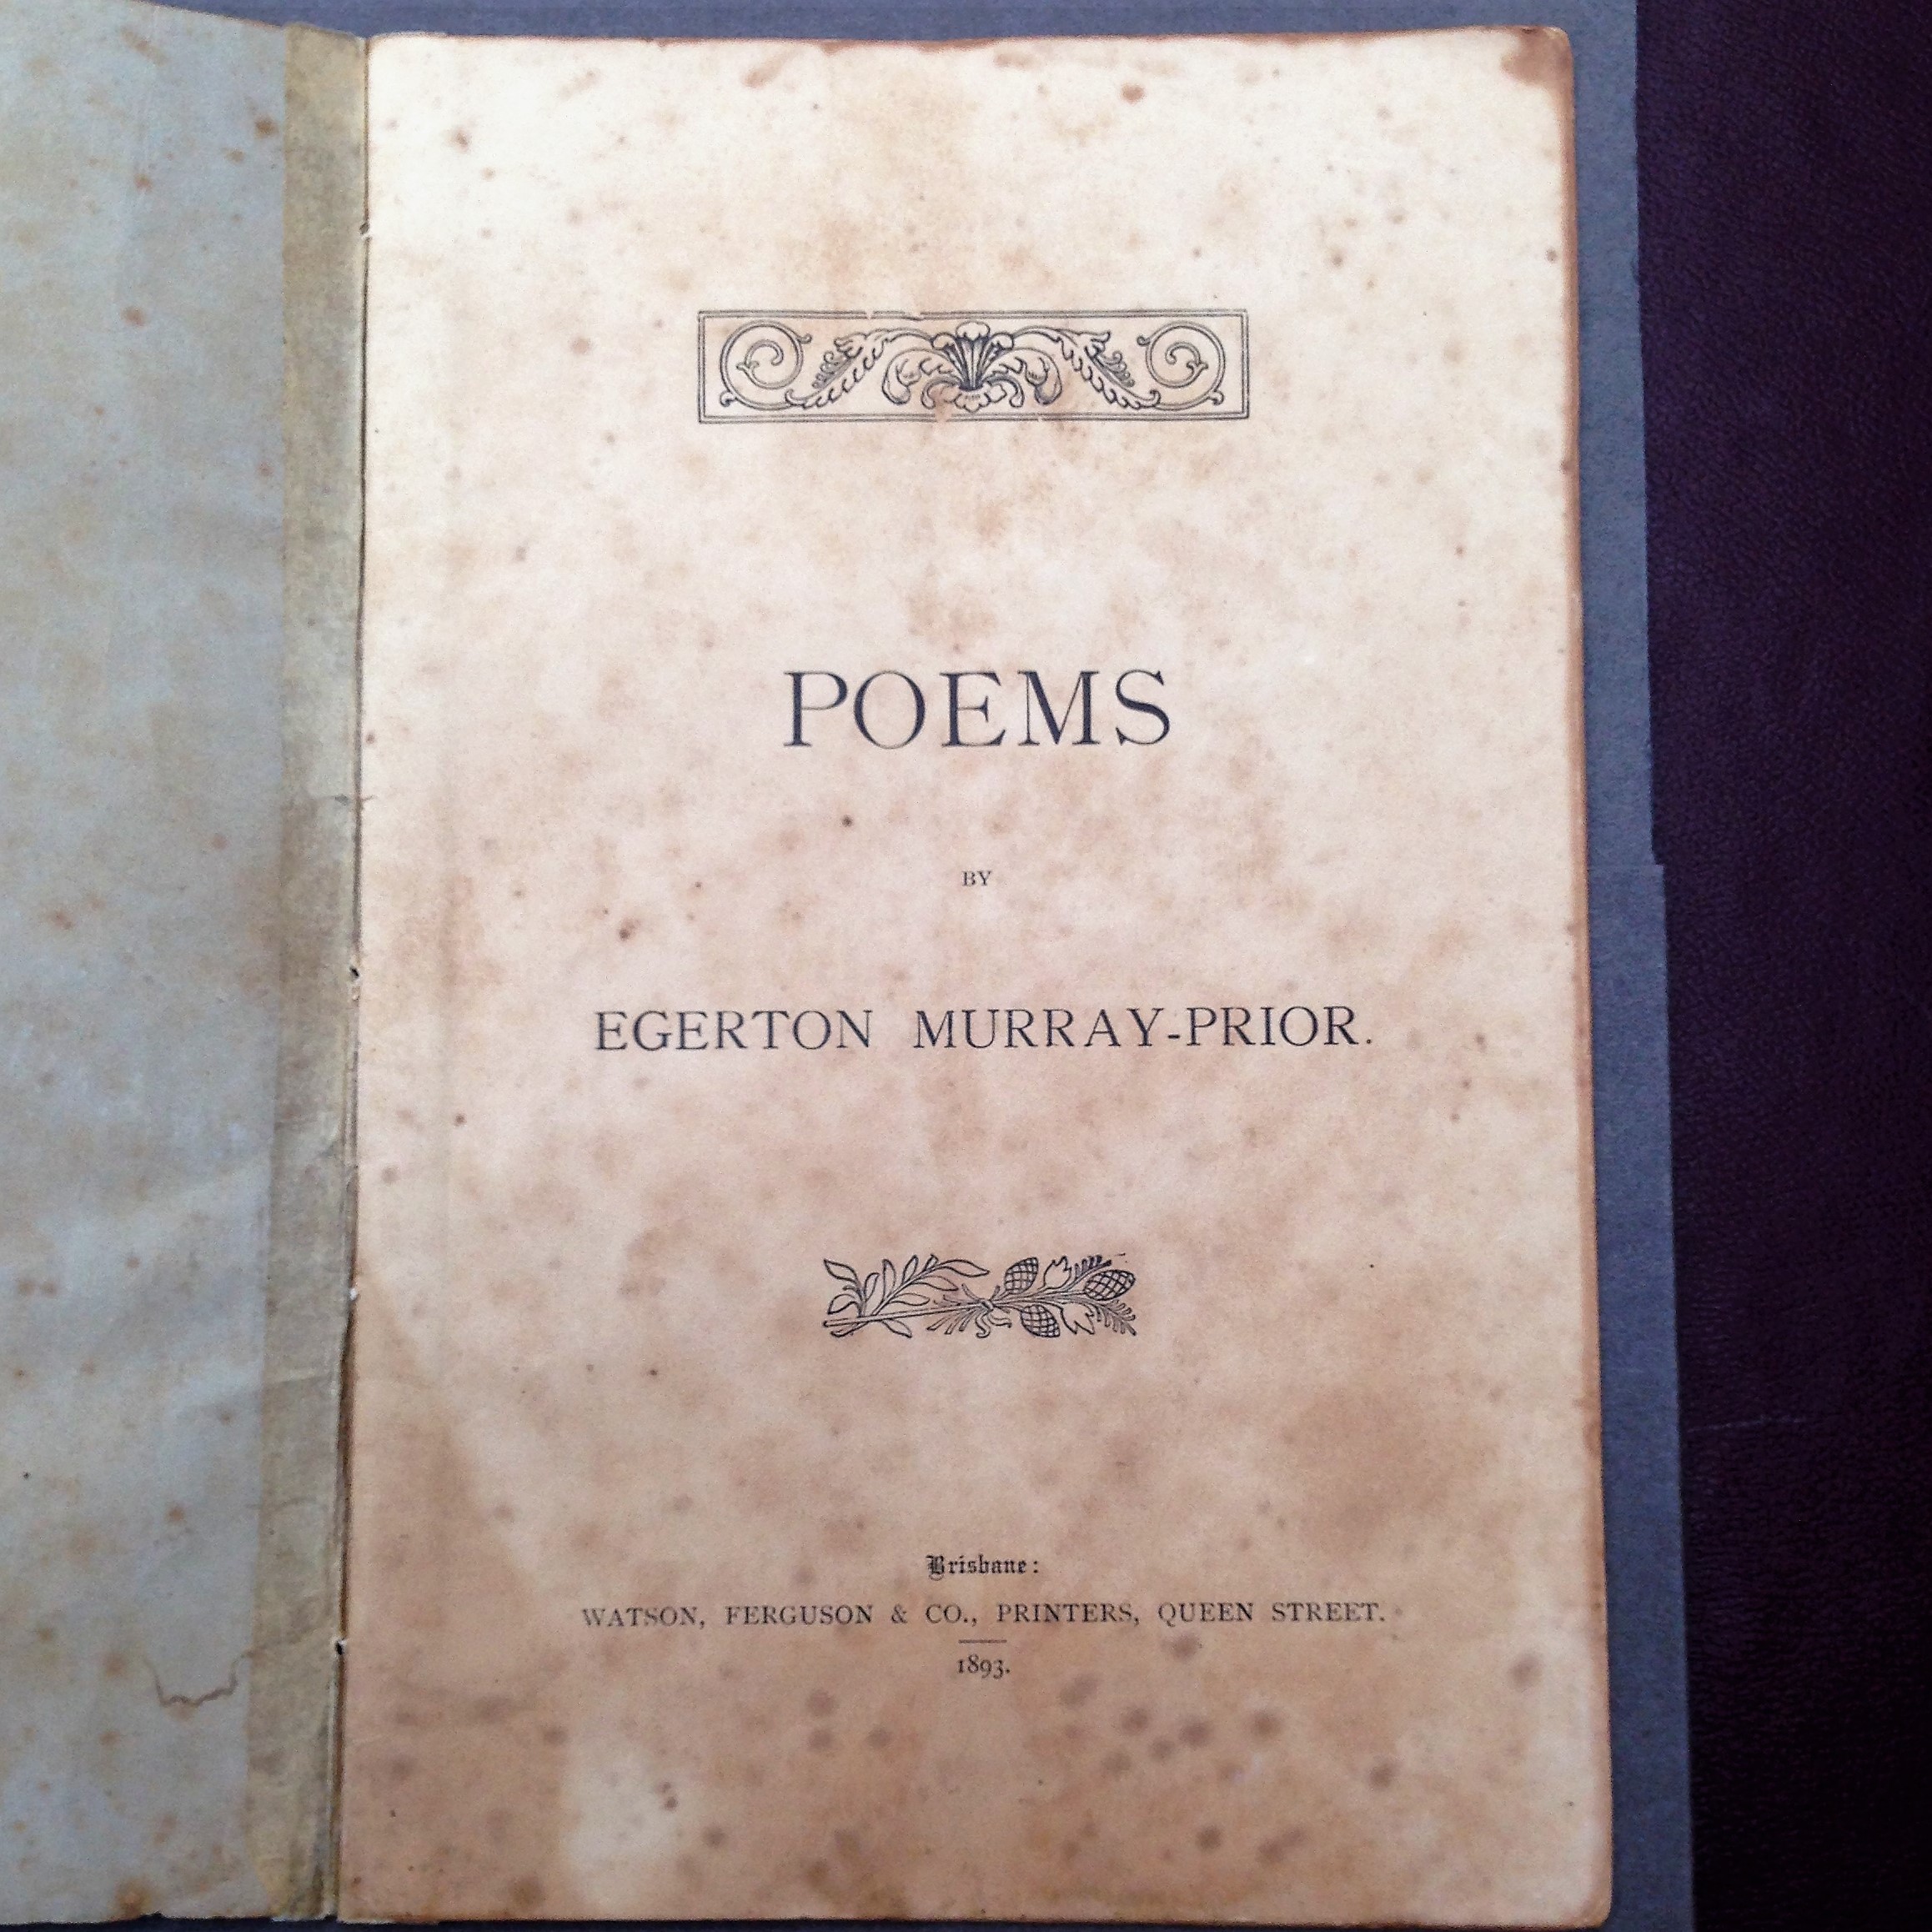 POEMS
BY
EGERTON MURRAY-PRIOR.
Brisbane:
WATSON, FERGUSON & CO., PRINTERS, QUEEN STREET.
1893.